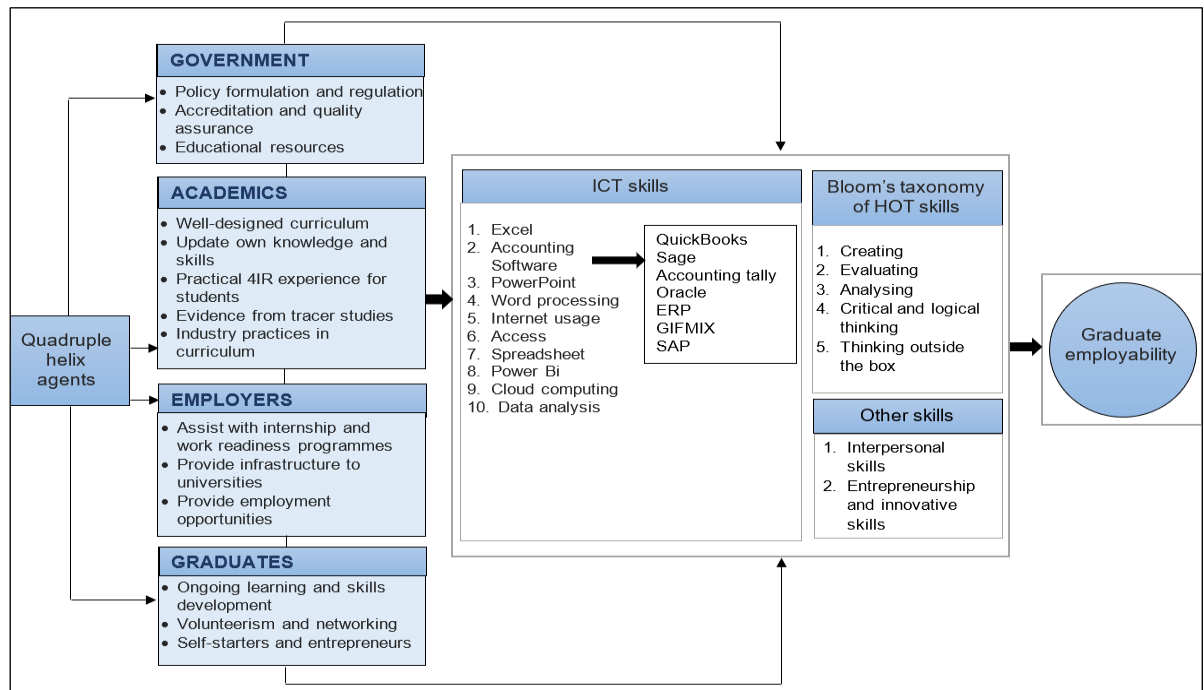 Quadruple
helix
agents
GOVERNMENT
• Policy formulation and regulation
• Accreditation and quality
assurance
• Educational resources
ACADEMICS
• Well-designed curriculum
• Update own knowledge and
skills
• Practical 4IR experience for
students
• Evidence from tracer studies
• Industry practices in
curriculum
EMPLOYERS
• Assist with internship and
work readiness programmes
• Provide infrastructure to
universities
• Provide employment
opportunities
GRADUATES
• Ongoing learning and skills
development
• Volunteerism and networking
• Self-starters and entrepreneurs
ICT skills
1. Excel
2. Accounting
Software
3. PowerPoint
4. Word processing
5. Internet usage
6. Access
7. Spreadsheet
8. Power Bi
9. Cloud computing
10. Data analysis
QuickBooks
Sage
Accounting tally
Oracle
ERP
GIFMIX
SAP
Bloom's taxonomy
of HOT skills
1. Creating
2. Evaluating
3. Analysing
4. Critical and logical
thinking
5. Thinking outside
the box
Other skills
1. Interpersonal
skills
2. Entrepreneurship
and innovative
skills
Graduate
employability